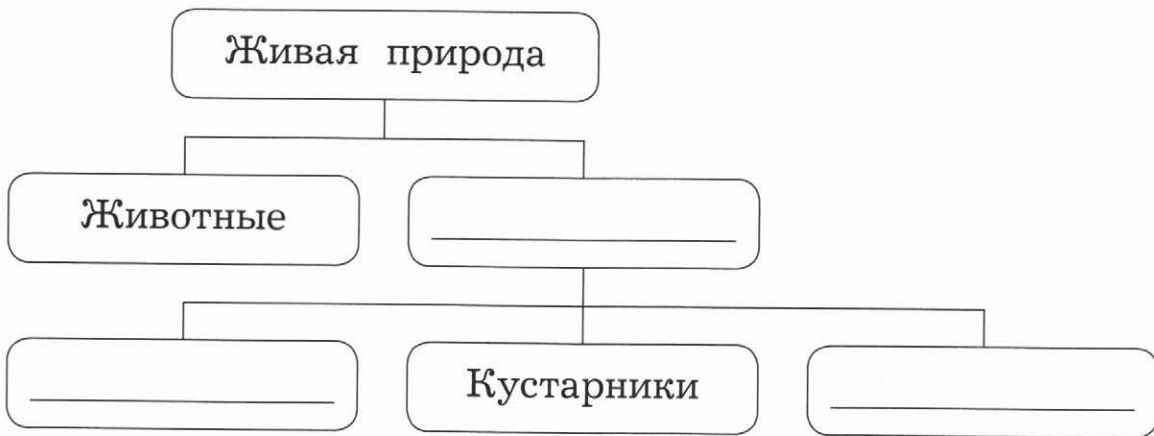 Живая природа
Животные
Кустарники